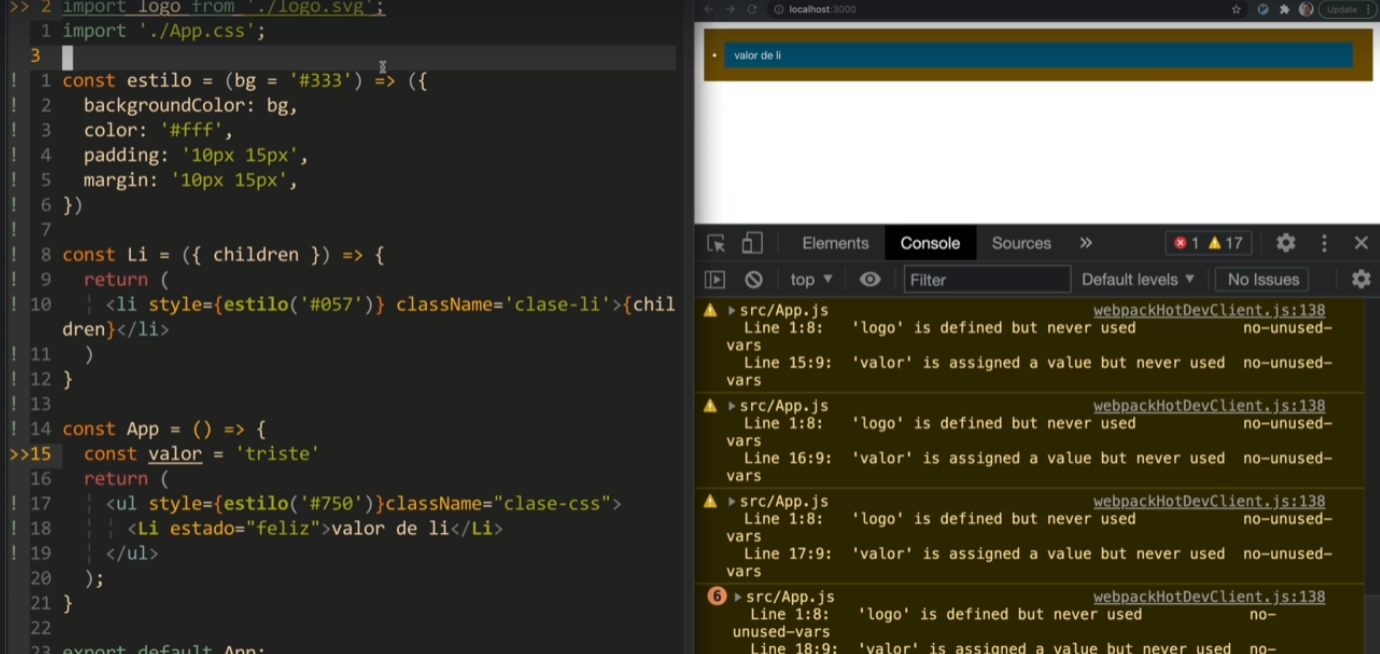 >> 2 import logo from './logo.svg';
1 import './App.css';
3
! 1 const estilo = (bg = '#333') => ({
! 2 backgroundColor: bg,
! 3 color: '#fff',
! 4 padding: '10px 15px',
! 5 margin: '10px 15px',
! 6 })
! 7
! 8 const Li = ({ children }) => {
! 9 return (
! 10 <li style={estilo('#057')} className='clase-li'>{chil
dren}</li>
! 11 )
! 12 }
! 13
! 14 const App = () => {
>>15 const valor = 'triste'
16 return (
! 17 <ul style={estilo('#750')}className="clase-css">
! 18 <Li estado="feliz">valor de li</Li>
! 19 </ul>
20 );
21 }
22
23 export default App;
localhost:3000
Update
valor de li
Elements Console Sources » 1 17
top Filter Default levels No Issues
src/App.js webpackHotDevClient.js:138
Line 1:8: 'logo' is defined but never used no-unused-
vars
Line 15:9: 'valor' is assigned a value but never used no-unused-
vars
src/App.js webpackHotDevClient.js:138
Line 1:8: 'logo' is defined but never used no-unused-
vars
Line 16:9: 'valor' is assigned a value but never used no-unused-
vars
src/App.js webpackHotDevClient.js:138
Line 1:8: 'logo' is defined but never used no-unused-
vars
Line 17:9: 'valor' is assigned a value but never used no-unused-
vars
6 src/App.js webpackHotDevClient.js:138
Line 1:8: 'logo' is defined but never used no-
unused-vars
Line 18:9: 'valor' is assigned a value but never used no-